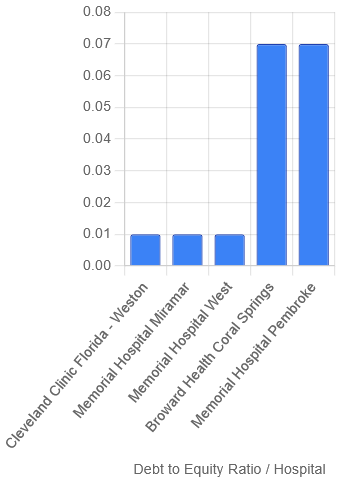 0.08
0.07
0.06
0.05
0.04
0.03
0.02
0.01
0.00
Cleveland Clinic Florida - Weston
Memorial Hospital Miramar
Memorial Hospital West
Broward Health Coral Springs
Memorial Hospital Pembroke
Debt to Equity Ratio / Hospital